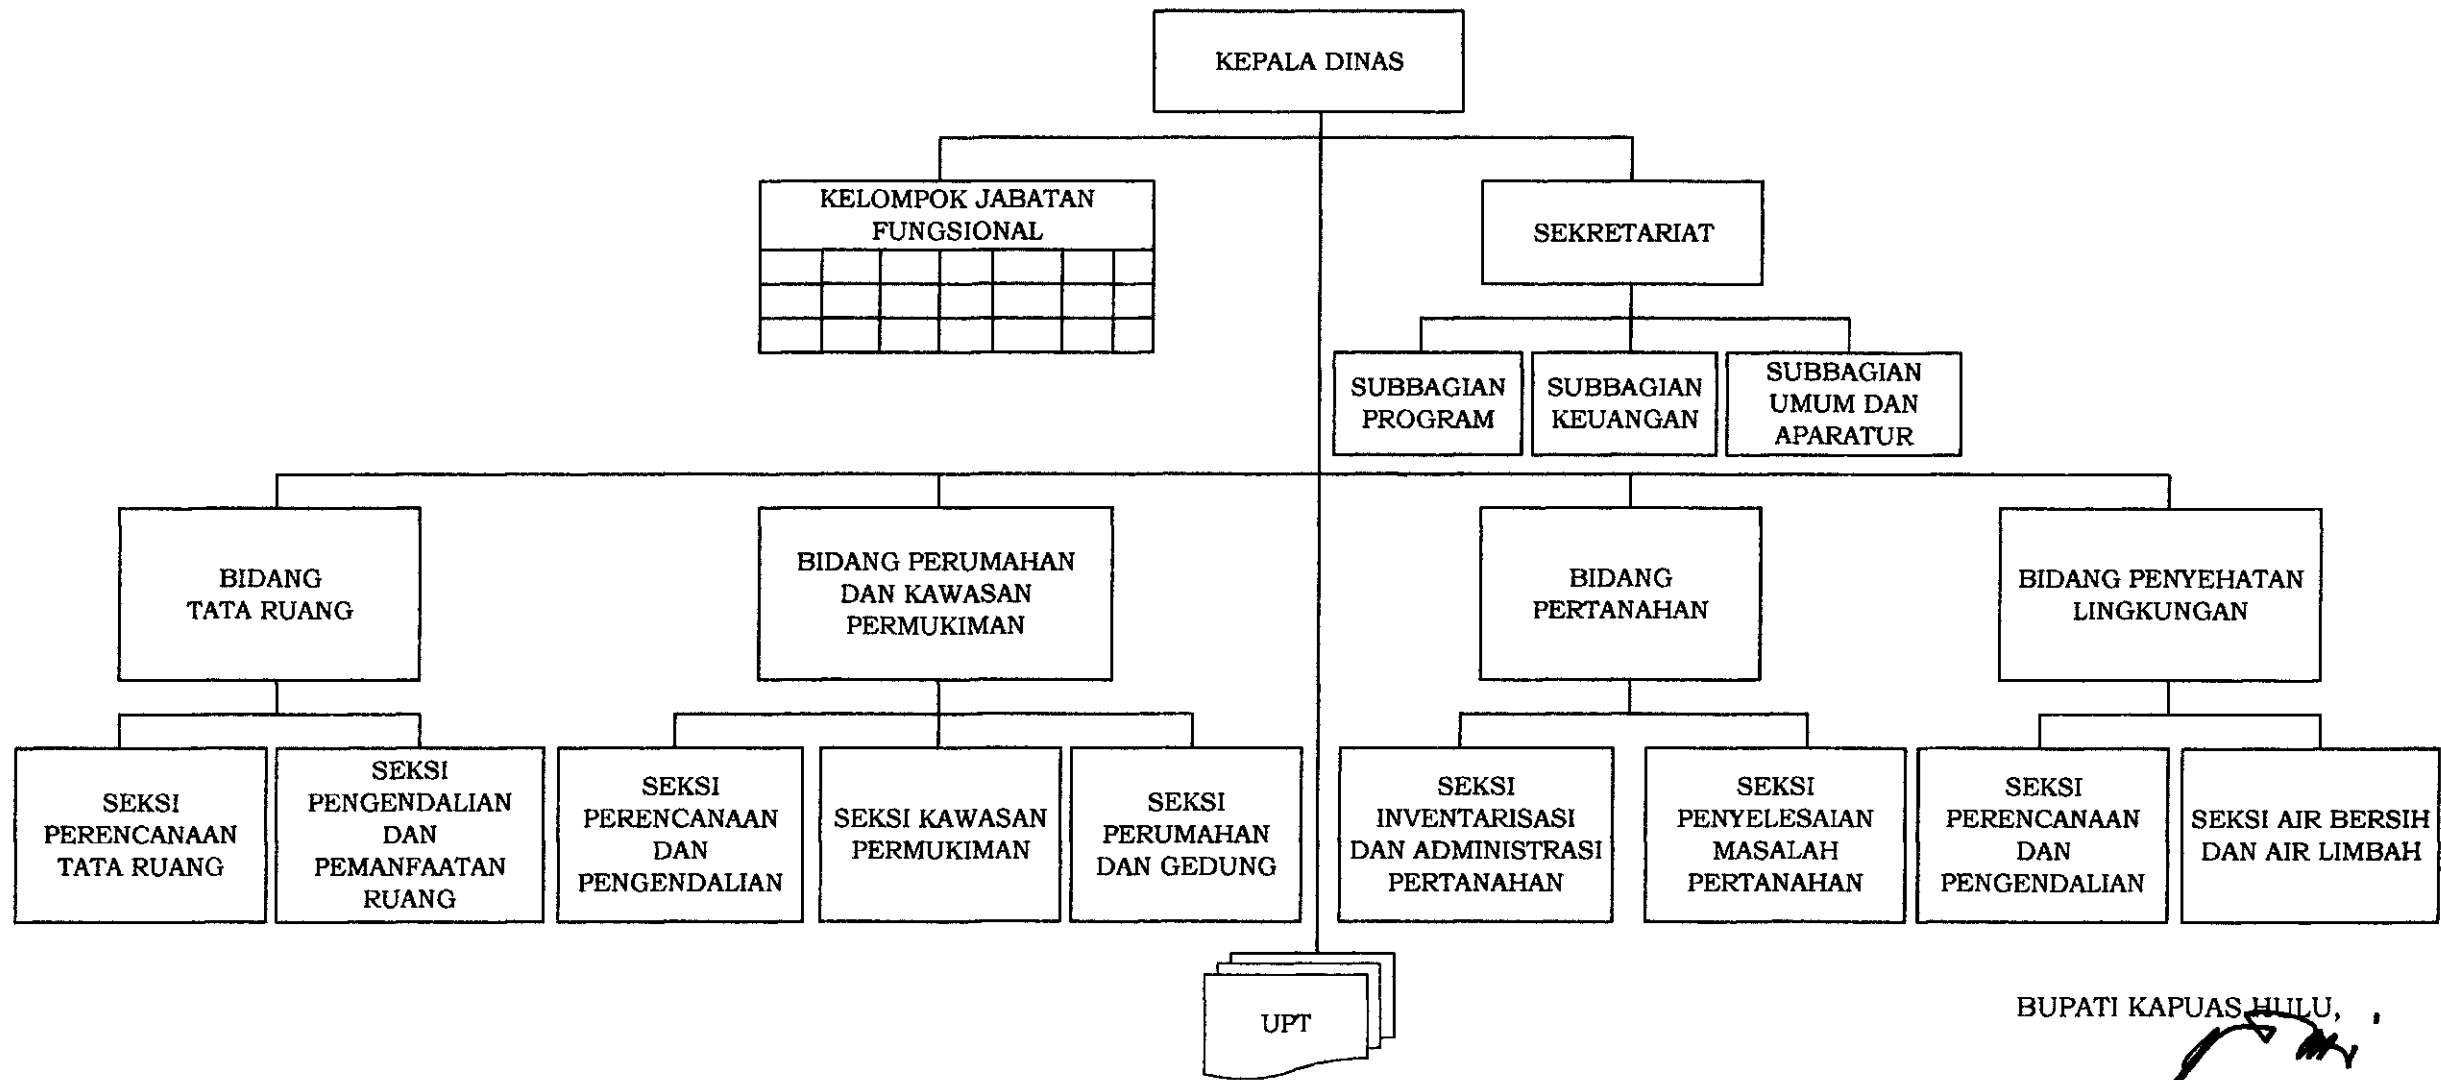 KEPALA DINAS
KELOMPOK JABATAN
FUNGSIONAL
SEKRETARIAT
SUBBAGIAN
PROGRAM
SUBBAGIAN
KEUANGAN
SUBBAGIAN
UMUM DAN
APARATUR
BIDANG
TATA RUANG
BIDANG PERUMAHAN
DAN KAWASAN
PERMUKIMAN
BIDANG
PERTANAHAN
BIDANG PENYEHATAN
LINGKUNGAN
SEKSI
PERENCANAAN
TATA RUANG
SEKSI
PENGENDALIAN
DAN
PEMANFAATAN
RUANG
SEKSI
PERENCANAAN
DAN
PENGENDALIAN
SEKSI KAWASAN
PERMUKIMAN
SEKSI
PERUMAHAN
DAN GEDUNG
SEKSI
INVENTARISASI
DAN ADMINISTRASI
PERTANAHAN
SEKSI
PENYELESAIAN
MASALAH
PERTANAHAN
SEKSI
PERENCANAAN
DAN
PENGENDALIAN
SEKSI AIR BERSIH
DAN AIR LIMBAH
UPT
BUPATI KAPUAS HULU,